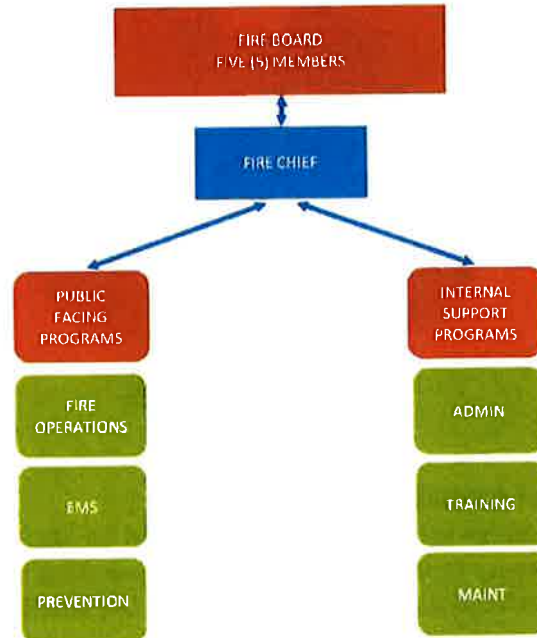 FIRE BOARD
FIVE (5) MEMBERS
FIRE CHIEF
PUBLIC
FACING
PROGRAMS
FIRE
OPERATIONS
EMS
PREVENTION
INTERNAL
SUPPORT
PROGRAMS
ADMIN
TRAINING
MAINT